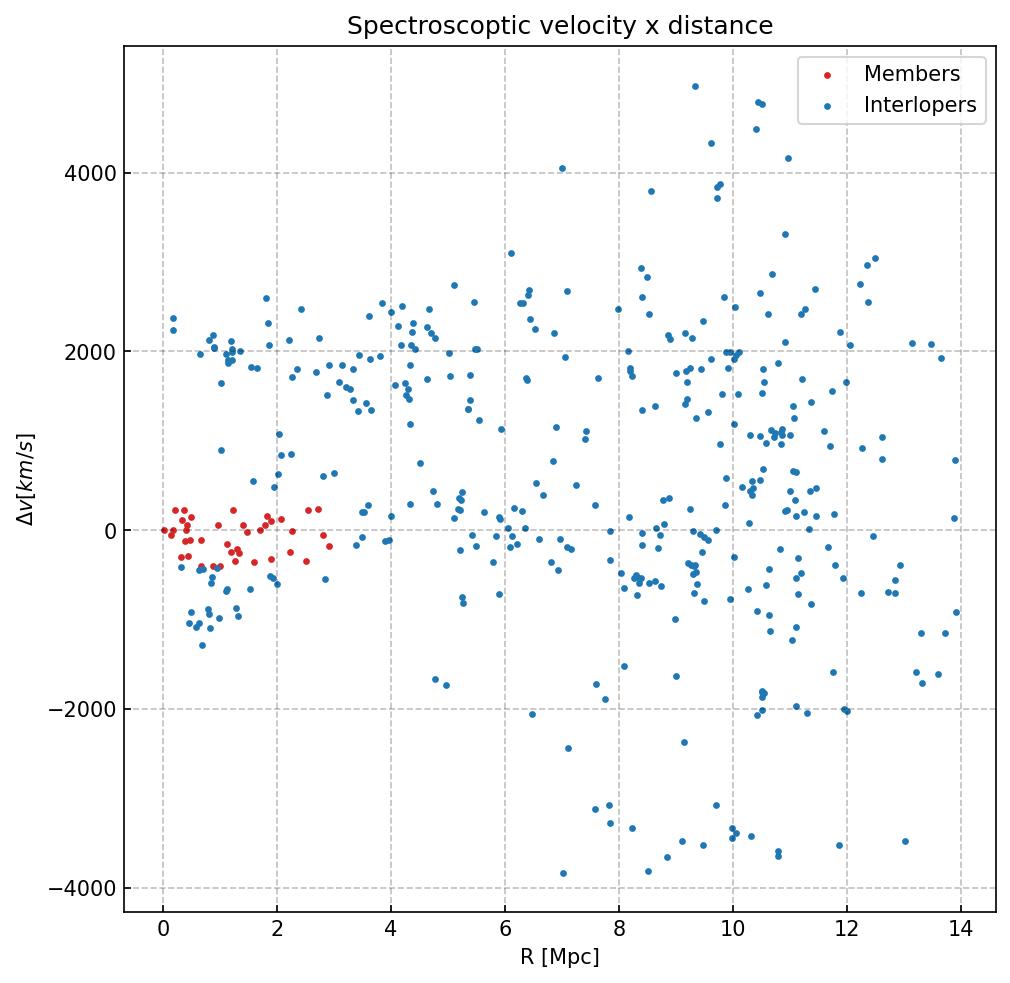 Spectroscoptic velocity x distance
Members
Interlopers
Δv[km/s]
4000
2000
0
−2000
−4000
0 2 4 6 8 10 12 14
R [Mpc]